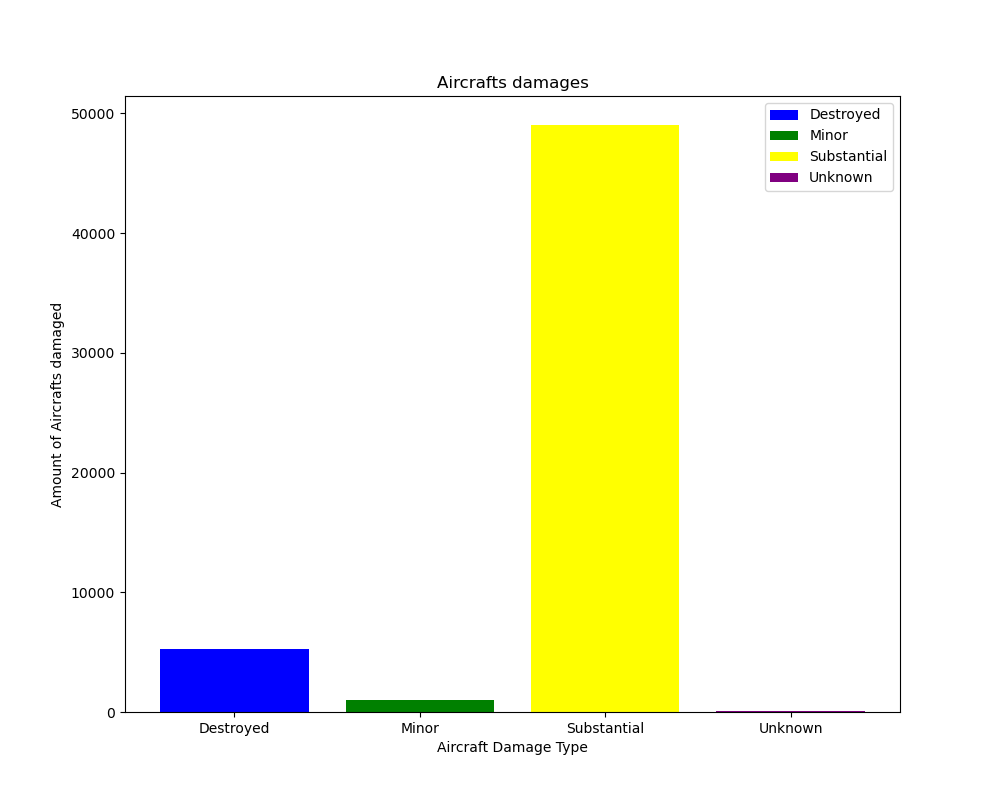 Aircrafts damages
Destroyed
Minor
Substantial
Unknown
50000
40000
30000
20000
10000
0
Amount of Aircrafts damaged
Destroyed
Minor
Substantial
Unknown
Aircraft Damage Type